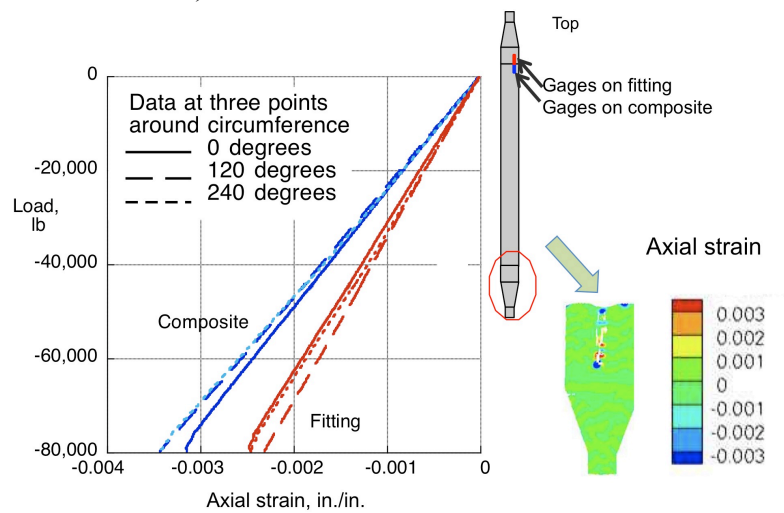 Top
Gages on fitting
Gages on composite
Data at three points
around circumference
0 degrees
120 degrees
240 degrees
Load,
lb
0
-20,000
-40,000
-60,000
-80,000
Composite
Fitting
-0.004
-0.003
-0.002
-0.001
0
Axial strain, in./in.
Axial strain
0.003
0.002
0.001
0
-0.001
-0.002
-0.003